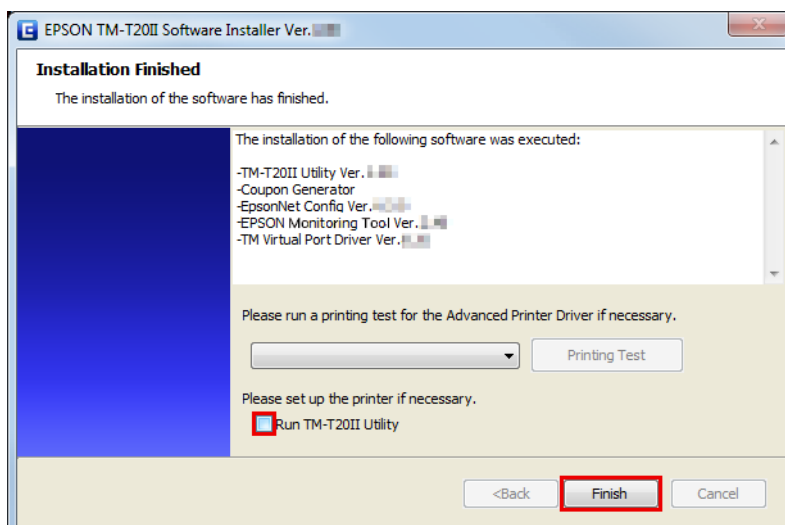 EPSON TM-T20II Software Installer Ver.
Installation Finished
The installation of the software has finished.
The installation of the following software was executed:
-TM-T20II Utility Ver.
-Coupon Generator
-EpsonNet Config Ver.
-EPSON Monitoring Tool Ver.
-TM Virtual Port Driver Ver.
Please run a printing test for the Advanced Printer Driver if necessary.
Printing Test
Please set up the printer if necessary.
Run TM-T20II Utility
<Back Finish Cancel